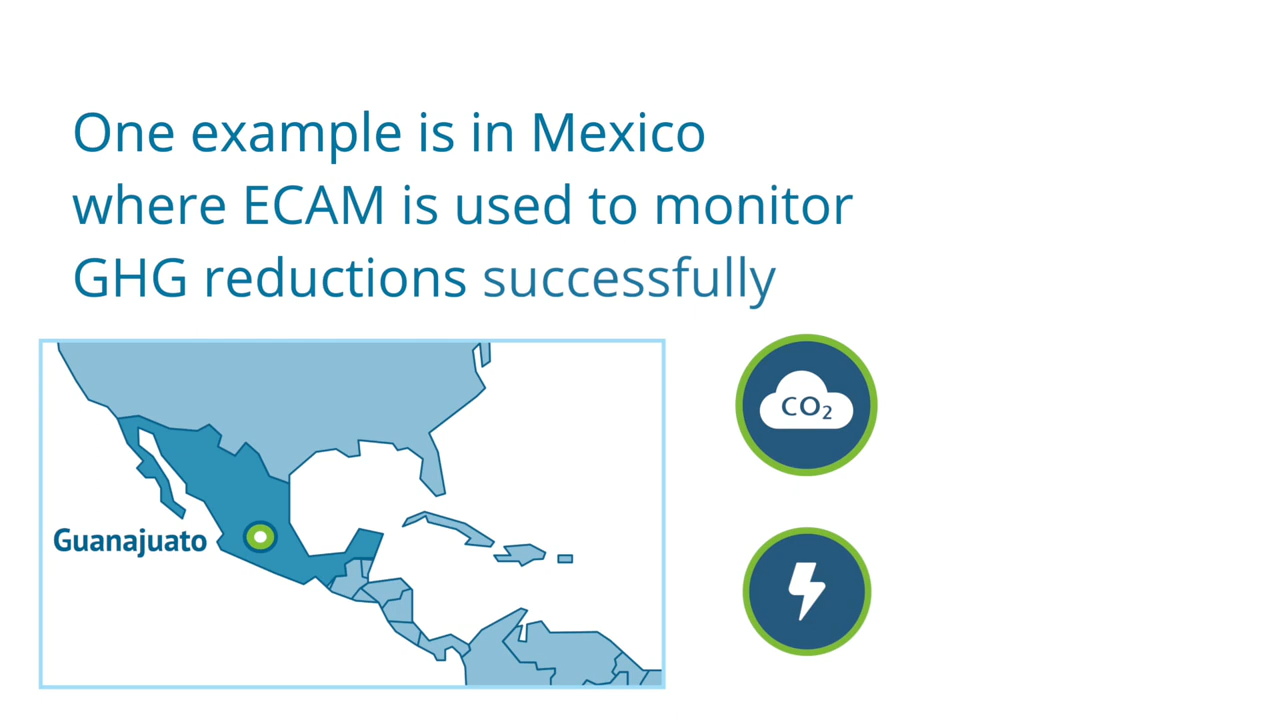 One example is in Mexico
where ECAM is used to monitor
GHG reductions successfully
CO₂
Guanajuato